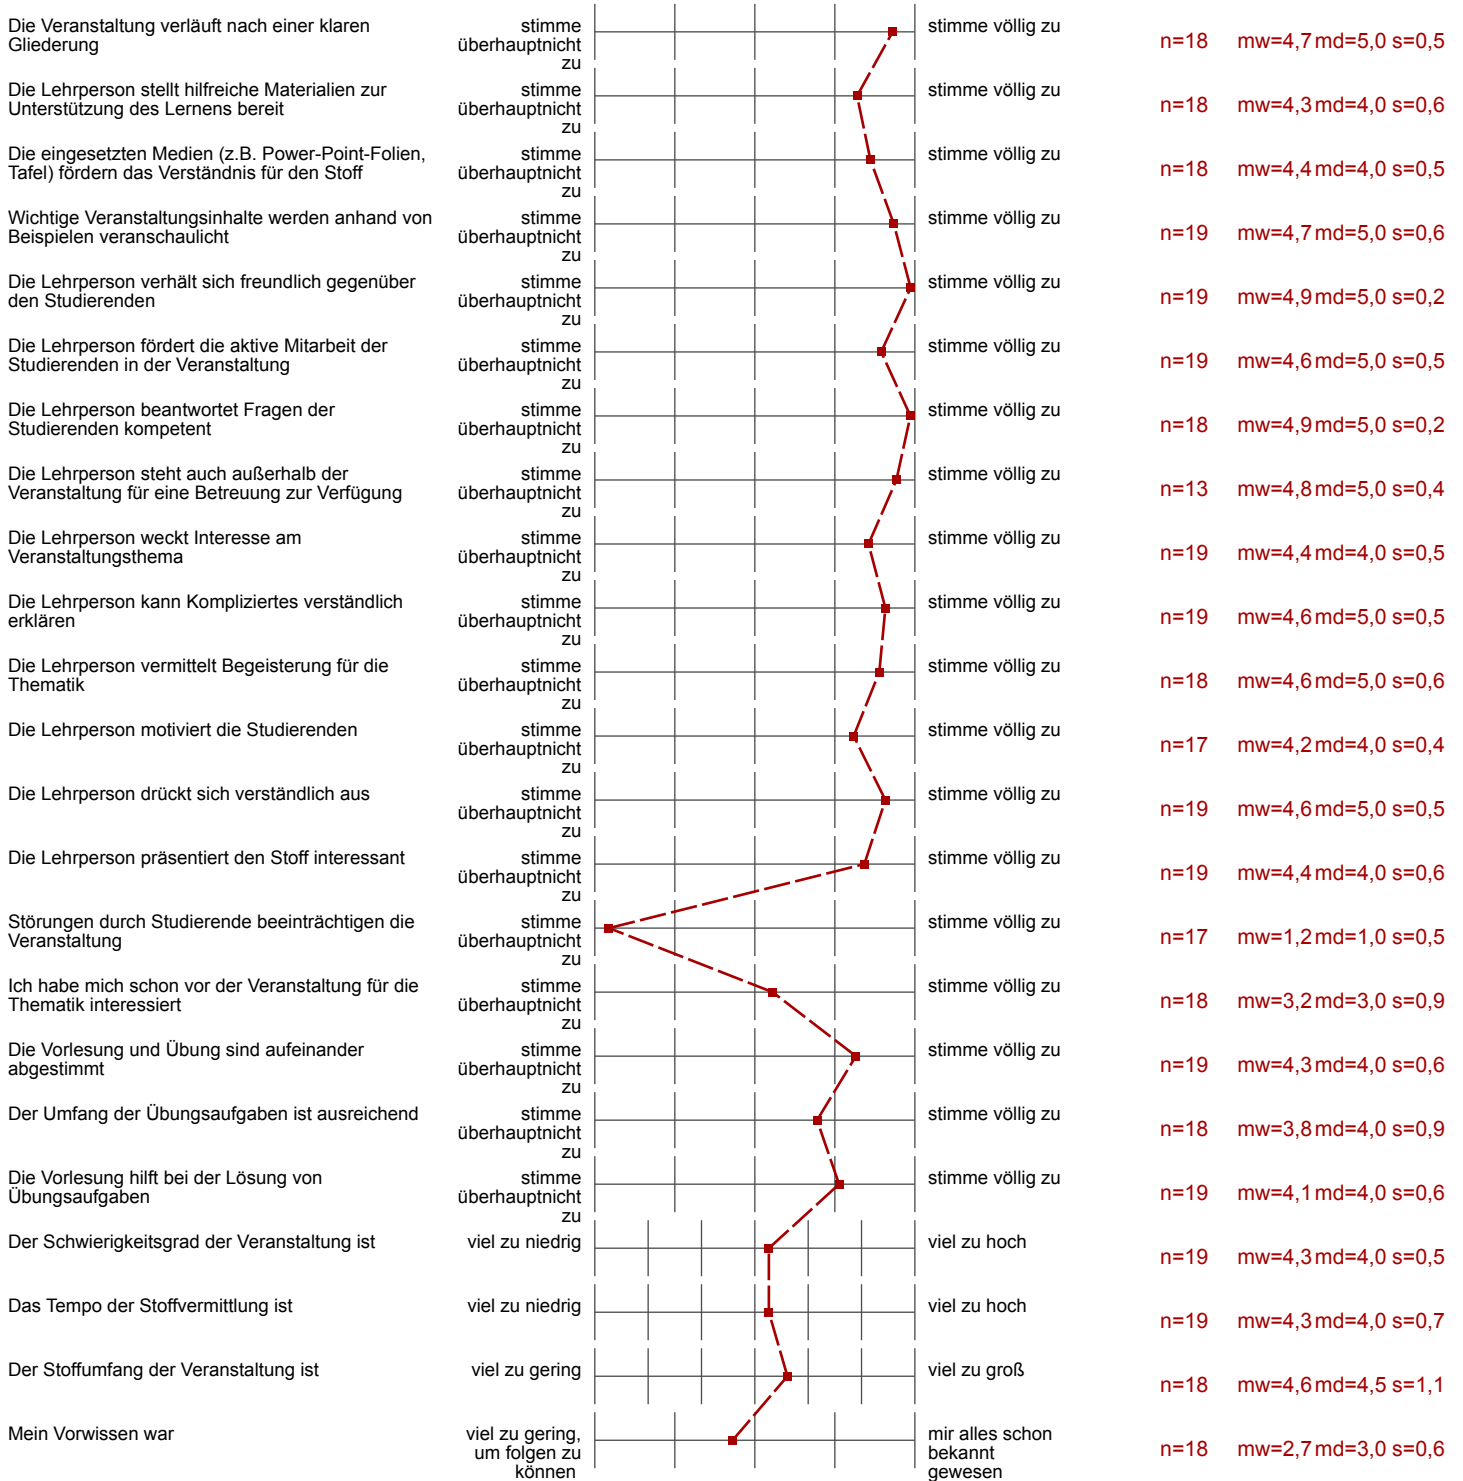 Die Veranstaltung verläuft nach einer klaren
Gliederung
stimme
überhauptnicht
zu
stimme völlig zu
n=18 mw=4,7 md=5,0 s=0,5
Die Lehrperson stellt hilfreiche Materialien zur
Unterstützung des Lernens bereit
stimme
überhauptnicht
zu
stimme völlig zu
n=18 mw=4,3 md=4,0 s=0,6
Die eingesetzten Medien (z.B. Power-Point-Folien,
Tafel) fördern das Verständnis für den Stoff
stimme
überhauptnicht
zu
stimme völlig zu
n=18 mw=4,4 md=4,0 s=0,5
Wichtige Veranstaltungsinhalte werden anhand von
Beispielen veranschaulicht
stimme
überhauptnicht
zu
stimme völlig zu
n=19 mw=4,7 md=5,0 s=0,6
Die Lehrperson verhält sich freundlich gegenüber
den Studierenden
stimme
überhauptnicht
zu
stimme völlig zu
n=19 mw=4,9 md=5,0 s=0,2
Die Lehrperson fördert die aktive Mitarbeit der
Studierenden in der Veranstaltung
stimme
überhauptnicht
zu
stimme völlig zu
n=19 mw=4,6 md=5,0 s=0,5
Die Lehrperson beantwortet Fragen der
Studierenden kompetent
stimme
überhauptnicht
zu
stimme völlig zu
n=18 mw=4,9 md=5,0 s=0,2
Die Lehrperson steht auch außerhalb der
Veranstaltung für eine Betreuung zur Verfügung
stimme
überhauptnicht
zu
stimme völlig zu
n=13 mw=4,8 md=5,0 s=0,4
Die Lehrperson weckt Interesse am
Veranstaltungsthema
stimme
überhauptnicht
zu
stimme völlig zu
n=19 mw=4,4 md=4,0 s=0,5
Die Lehrperson kann Kompliziertes verständlich
erklären
stimme
überhauptnicht
zu
stimme völlig zu
n=19 mw=4,6 md=5,0 s=0,5
Die Lehrperson vermittelt Begeisterung für die
Thematik
stimme
überhauptnicht
zu
stimme völlig zu
n=18 mw=4,6 md=5,0 s=0,6
Die Lehrperson motiviert die Studierenden
stimme
überhauptnicht
zu
stimme völlig zu
n=17 mw=4,2 md=4,0 s=0,4
Die Lehrperson drückt sich verständlich aus
stimme
überhauptnicht
zu
stimme völlig zu
n=19 mw=4,6 md=5,0 s=0,5
Die Lehrperson präsentiert den Stoff interessant
stimme
überhauptnicht
zu
stimme völlig zu
n=19 mw=4,4 md=4,0 s=0,6
Störungen durch Studierende beeinträchtigen die
Veranstaltung
stimme
überhauptnicht
zu
stimme völlig zu
n=17 mw=1,2 md=1,0 s=0,5
Ich habe mich schon vor der Veranstaltung für die
Thematik interessiert
stimme
überhauptnicht
zu
stimme völlig zu
n=18 mw=3,2 md=3,0 s=0,9
Die Vorlesung und Übung sind aufeinander
abgestimmt
stimme
überhauptnicht
zu
stimme völlig zu
n=19 mw=4,3 md=4,0 s=0,6
Der Umfang der Übungsaufgaben ist ausreichend
stimme
überhauptnicht
zu
stimme völlig zu
n=18 mw=3,8 md=4,0 s=0,9
Die Vorlesung hilft bei der Lösung von
Übungsaufgaben
stimme
überhauptnicht
zu
stimme völlig zu
n=19 mw=4,1 md=4,0 s=0,6
Der Schwierigkeitsgrad der Veranstaltung ist
viel zu niedrig
viel zu hoch
n=19 mw=4,3 md=4,0 s=0,5
Das Tempo der Stoffvermittlung ist
viel zu niedrig
viel zu hoch
n=19 mw=4,3 md=4,0 s=0,7
Der Stoffumfang der Veranstaltung ist
viel zu gering
viel zu groß
n=18 mw=4,6 md=4,5 s=1,1
Mein Vorwissen war
viel zu gering,
um folgen zu
können
mir alles schon
bekannt
gewesen
n=18 mw=2,7 md=3,0 s=0,6